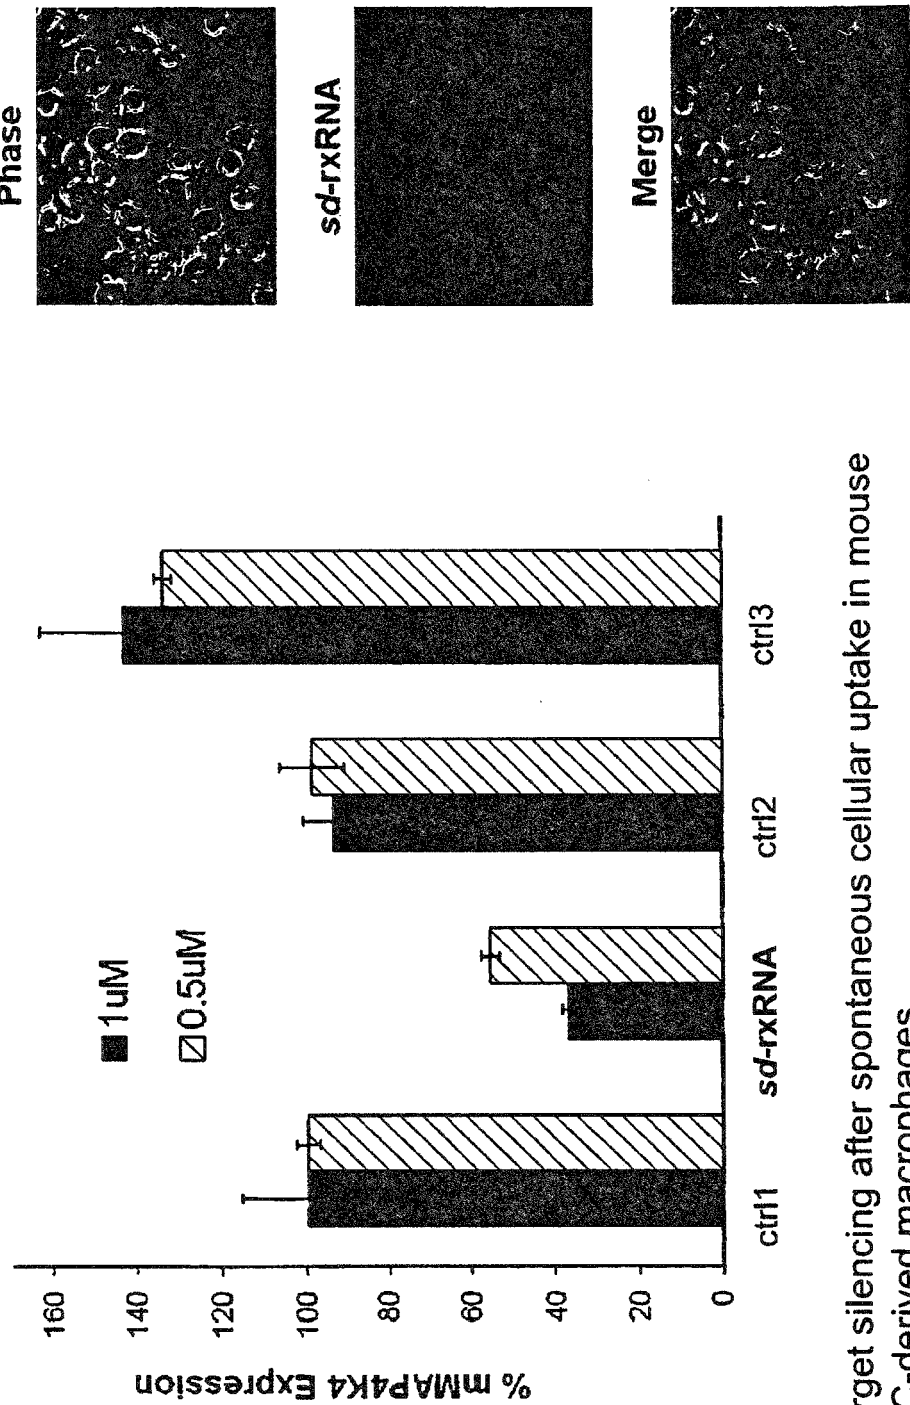 % mMAP4K4 Expression
160
140
120
100
80
60
40
20
0
1uM
0.5uM
ctrl1
sd-rxRNA
ctrl2
ctrl3
Phase
sd-rxRNA
Merge
silencing after spontaneous cellular uptake in mouse
-derived macrophages